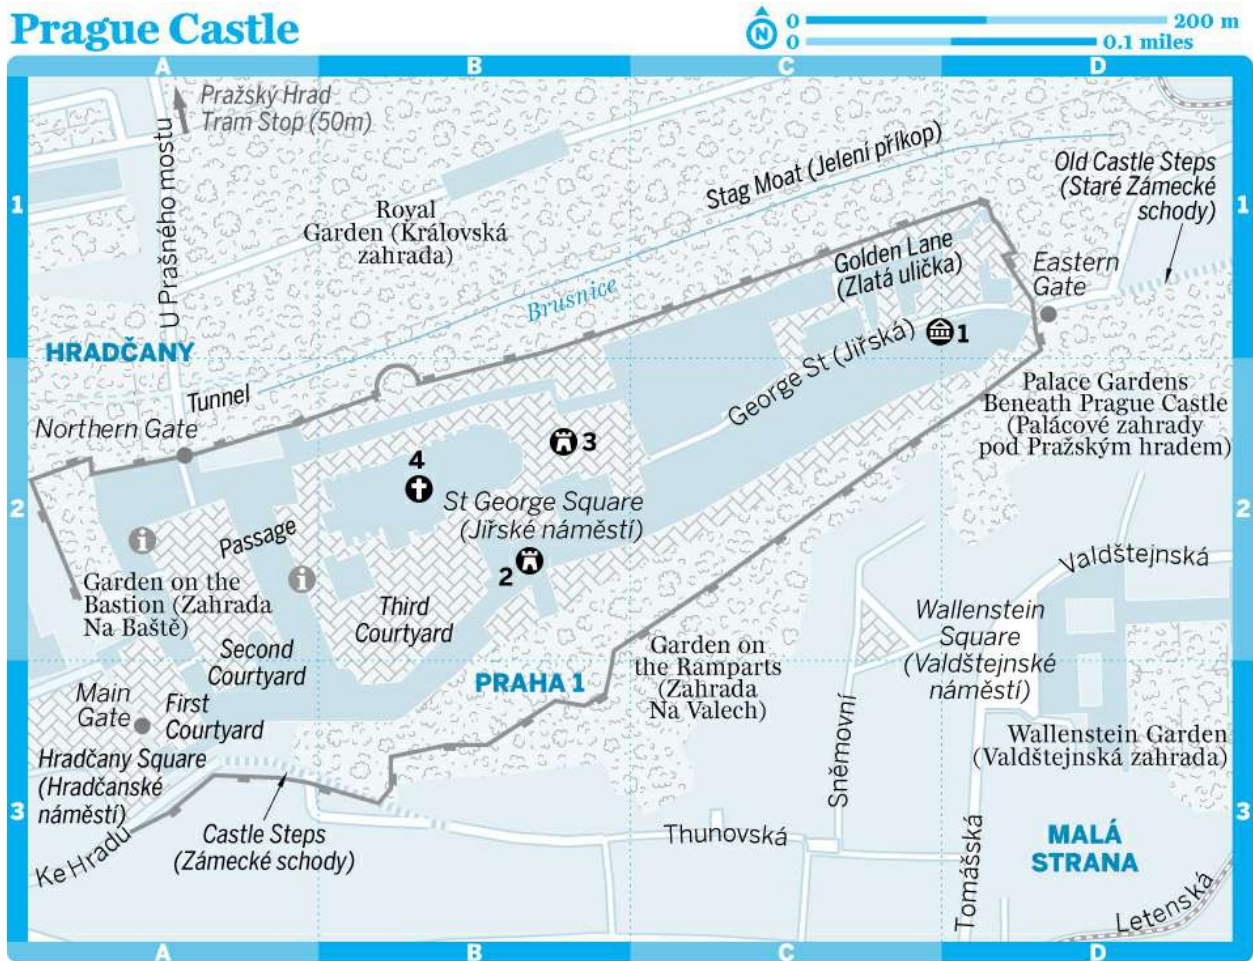 Prague Castle
N
0 200 m
0 0.1 miles
A B C D
Pražský Hrad
Tram Stop (50m)
U Prašného mostu
1
1
Royal
Garden (Královská
zahrada)
Stag Moat (Jelení příkop)
Old Castle Steps
(Staré Zámecké
schody)
Golden Lane
(Zlatá ulička)
Eastern
Gate
Brusnice
HRADČANY
1
George St (Jiřská)
Tunnel
Northern Gate
Palace Gardens
Beneath Prague Castle
(Palácové zahrady
pod Pražským hradem)
3
4
2
2
St George Square
(Jiřské náměstí)
i
Passage
i
2
Garden on the
Bastion (Zahrada
Na Baště)
Third
Courtyard
Valdštejnská
Wallenstein
Square
(Valdštejnské
náměstí)
Second
Courtyard
Garden on
the Ramparts
(Zahrada
Na Valech)
PRAHA 1
Main
Gate
First
Courtyard
Sněmovní
Wallenstein Garden
(Valdštejnská zahrada)
Hradčany Square
(Hradčanské
náměstí)
3
3
Castle Steps
(Zámecké schody)
Ke Hradu
Thunovská
Tomášská
MALÁ
STRANA
Letenská
A B C D